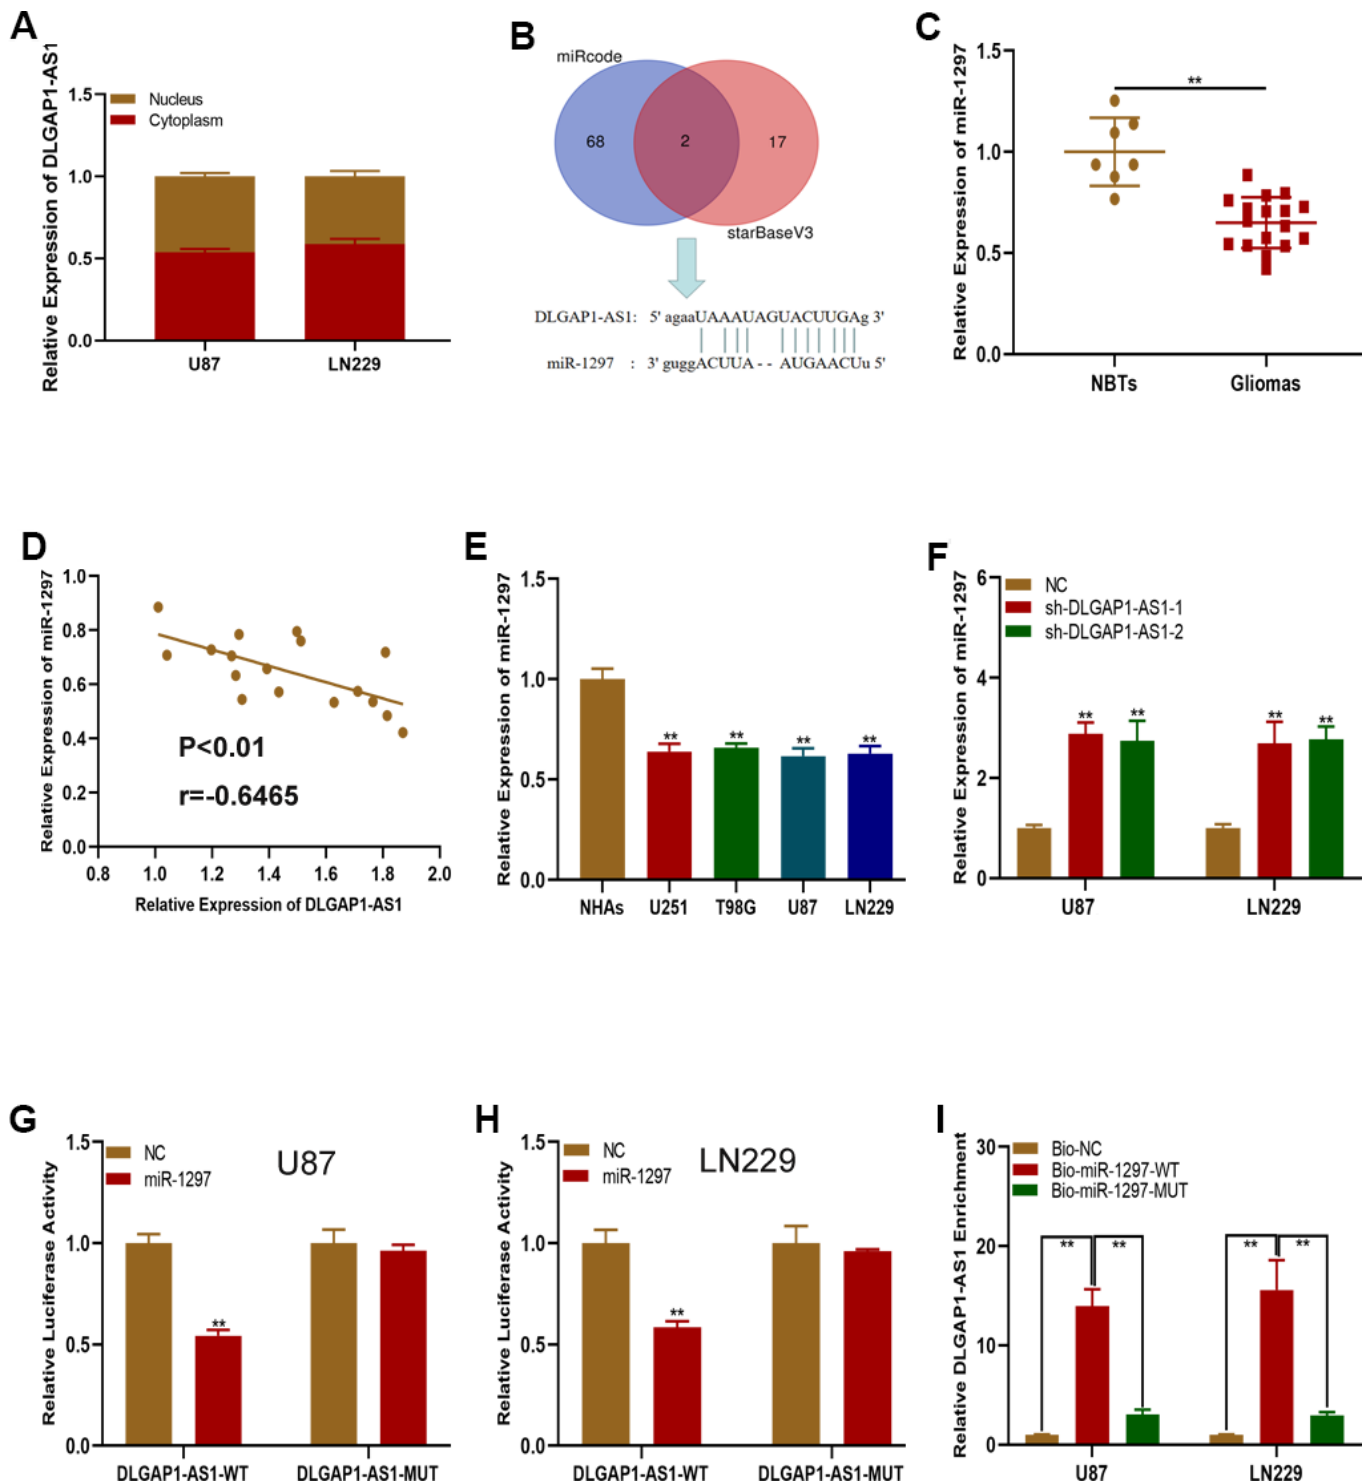 A
Relative Expression of DLGAP1-AS1
1.5
1.0
0.5
0.0
Nucleus
Cytoplasm
U87
LN229
B
miRcode
68
2
17
starBaseV3
DLGAP1-AS1: 5' agaaUAAAUAGUACUUGAg 3'
miR-1297 : 3' guggACUUA - - AUGAACUu 5'
C
Relative Expression of miR-1297
1.5
1.0
0.5
0.0
**
NBTs
Gliomas
D
Relative Expression of miR-1297
1.0
0.8
0.6
0.4
0.2
0.0
P<0.01
r=-0.6465
0.8 1.0 1.2 1.4 1.6 1.8 2.0
Relative Expression of DLGAP1-AS1
E
Relative Expression of miR-1297
1.5
1.0
0.5
0.0
** ** ** **
NHAs U251 T98G U87 LN229
F
Relative Expression of miR-1297
6
4
2
0
NC
sh-DLGAP1-AS1-1
sh-DLGAP1-AS1-2
** ** ** **
U87
LN229
G
Relative Luciferase Activity
1.5
1.0
0.5
0.0
NC
miR-1297
U87
**
DLGAP1-AS1-WT
DLGAP1-AS1-MUT
H
Relative Luciferase Activity
1.5
1.0
0.5
0.0
NC
miR-1297
LN229
**
DLGAP1-AS1-WT
DLGAP1-AS1-MUT
I
Relative DLGAP1-AS1 Enrichment
30
20
10
0
Bio-NC
Bio-miR-1297-WT
Bio-miR-1297-MUT
** ** ** **
U87
LN229